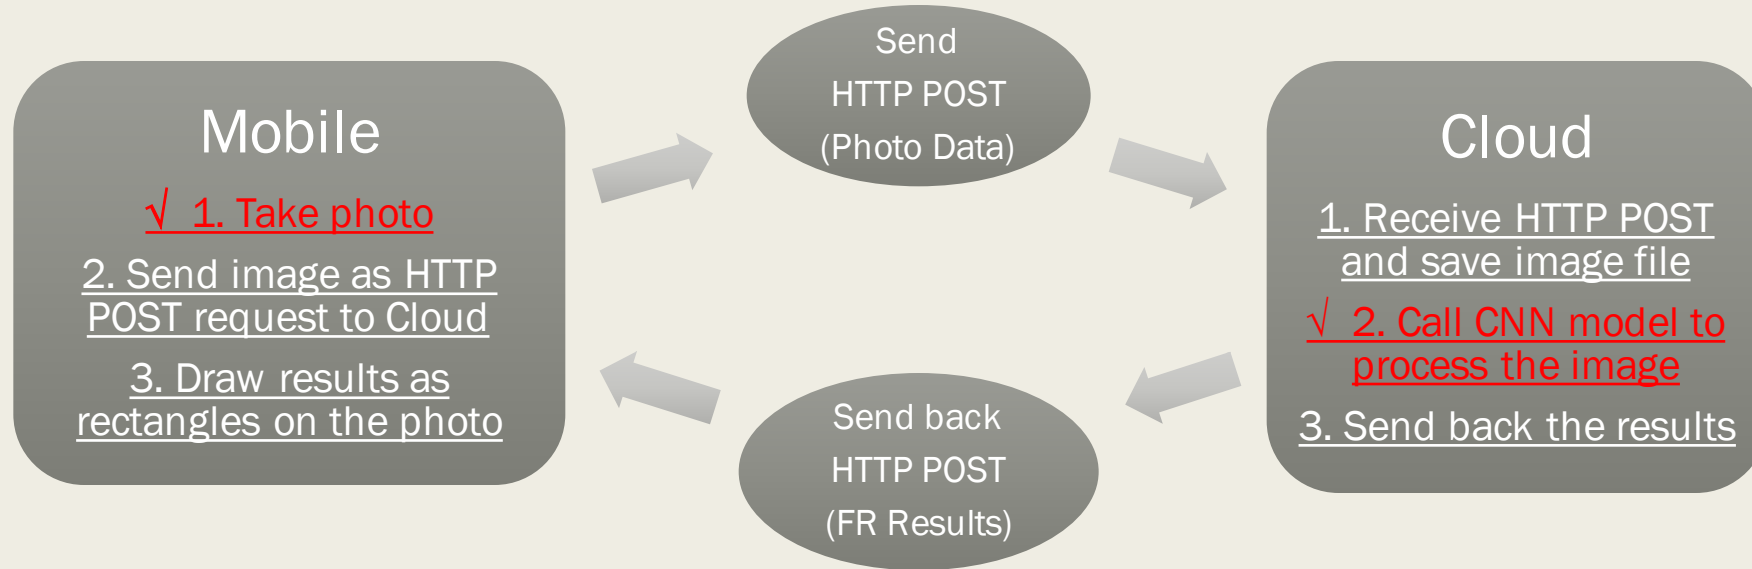 Mobile
√ 1. Take photo
2. Send image as HTTP
POST request to Cloud
3. Draw results as
rectangles on the photo
Send
HTTP POST
(Photo Data)
Cloud
1. Receive HTTP POST
and save image file
√ 2. Call CNN model to
process the image
3. Send back the results
Send back
HTTP POST
(FR Results)